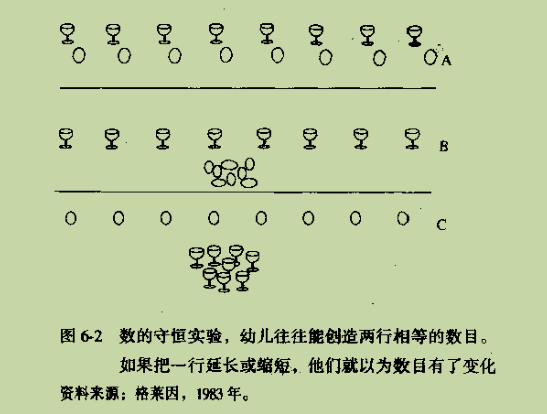 A
B
C
图 6-2 数的守恒实验，幼儿往往能创造两行相等的数目。
如果把一行延长或缩短，他们就以为数目有了变化
资料来源：格莱因，1983 年。